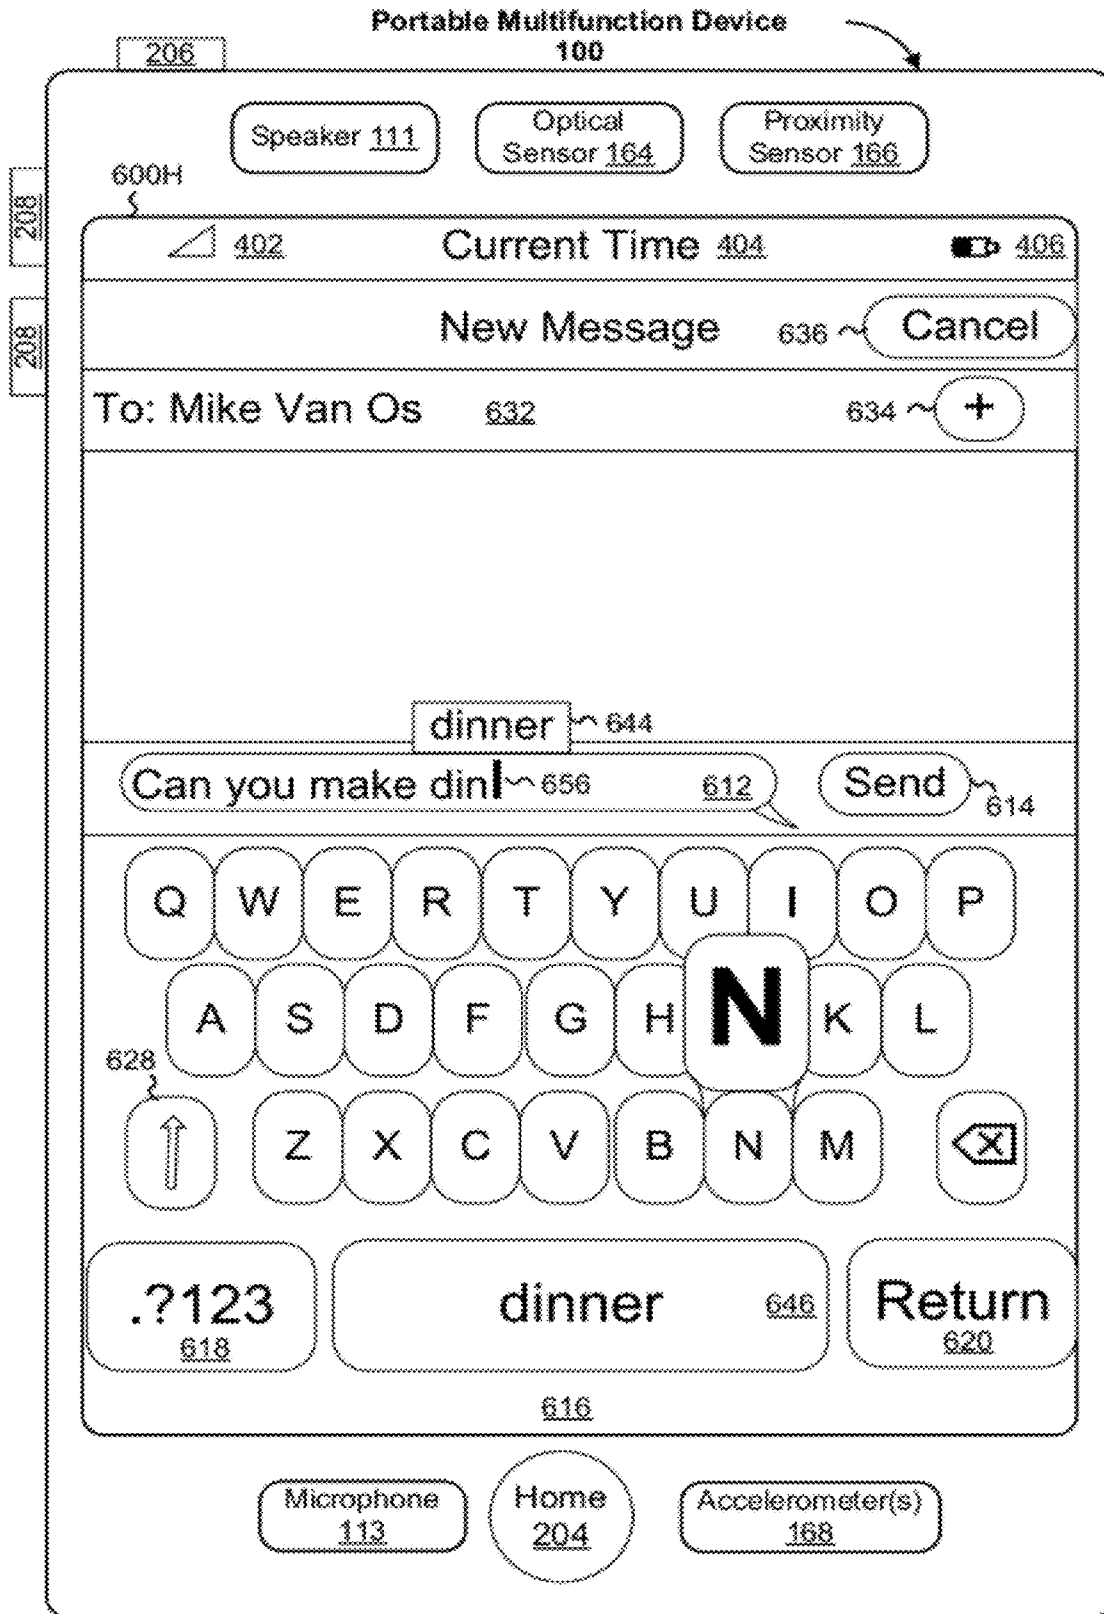 Portable Multifunction Device
100
206
Speaker 111
Optical
Sensor 164
Proximity
Sensor 166
208
208
600H
402 Current Time 404 406
New Message 636 Cancel
To: Mike Van Os 632 634 +
dinner 644
Can you make din 656 612 Send 614
Q W E R T Y U I O P
A S D F G H N K L
628
Z X C V B N M X
.?123
618
dinner 646
Return
620
616
Microphone
113
Home
204
Accelerometer(s)
168